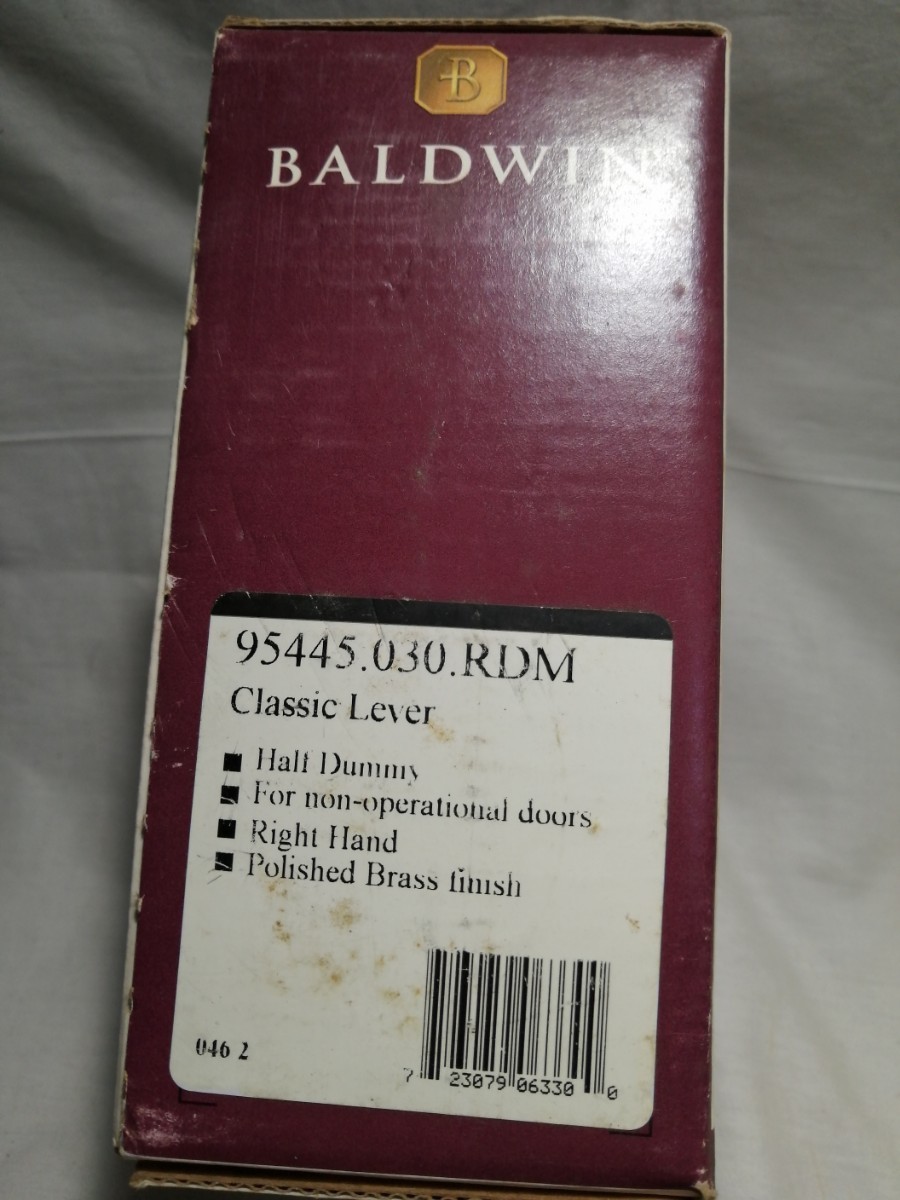 B
BALDWIN
95445.030.RDM
Classic Lever
Half Dummy
For non-operational doors
Right Hand
Polished Brass finish
046 2
7 23079 06330 0